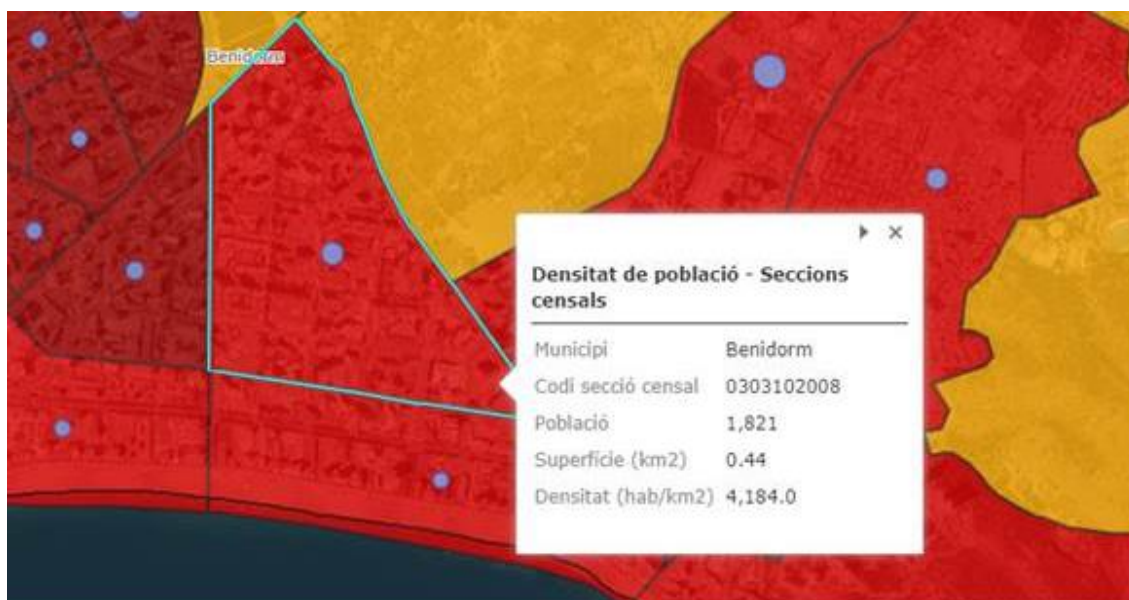 Benidorm
Densitat de població - Seccions
censals
Municipi Benidorm
Codi secció censal 0303102008
Població 1,821
Superfície (km2) 0.44
Densitat (hab/km2) 4,184.0